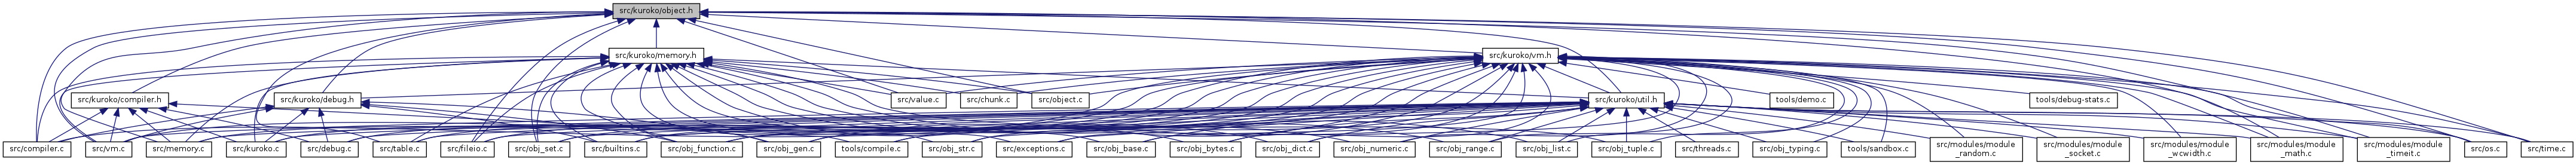 src/kuroko/object.h
src/kuroko/memory.h
src/kuroko/vm.h
src/kuroko/compiler.h
src/kuroko/debug.h
src/value.c
src/chunk.c
src/object.c
src/kuroko/util.h
tools/demo.c
tools/debug-stats.c
src/compiler.c
src/vm.c
src/memory.c
src/kuroko.c
src/debug.c
src/table.c
src/fileio.c
src/obj_set.c
src/builtins.c
src/obj_function.c
src/obj_gen.c
tools/compile.c
src/obj_str.c
src/exceptions.c
src/obj_base.c
src/obj_bytes.c
src/obj_dict.c
src/obj_numeric.c
src/obj_range.c
src/obj_list.c
src/obj_tuple.c
src/threads.c
src/obj_typing.c
tools/sandbox.c
src/modules/module
_random.c
src/modules/module
_socket.c
src/modules/module
_wcwidth.c
src/modules/module
_math.c
src/modules/module
_timeit.c
src/os.c
src/time.c